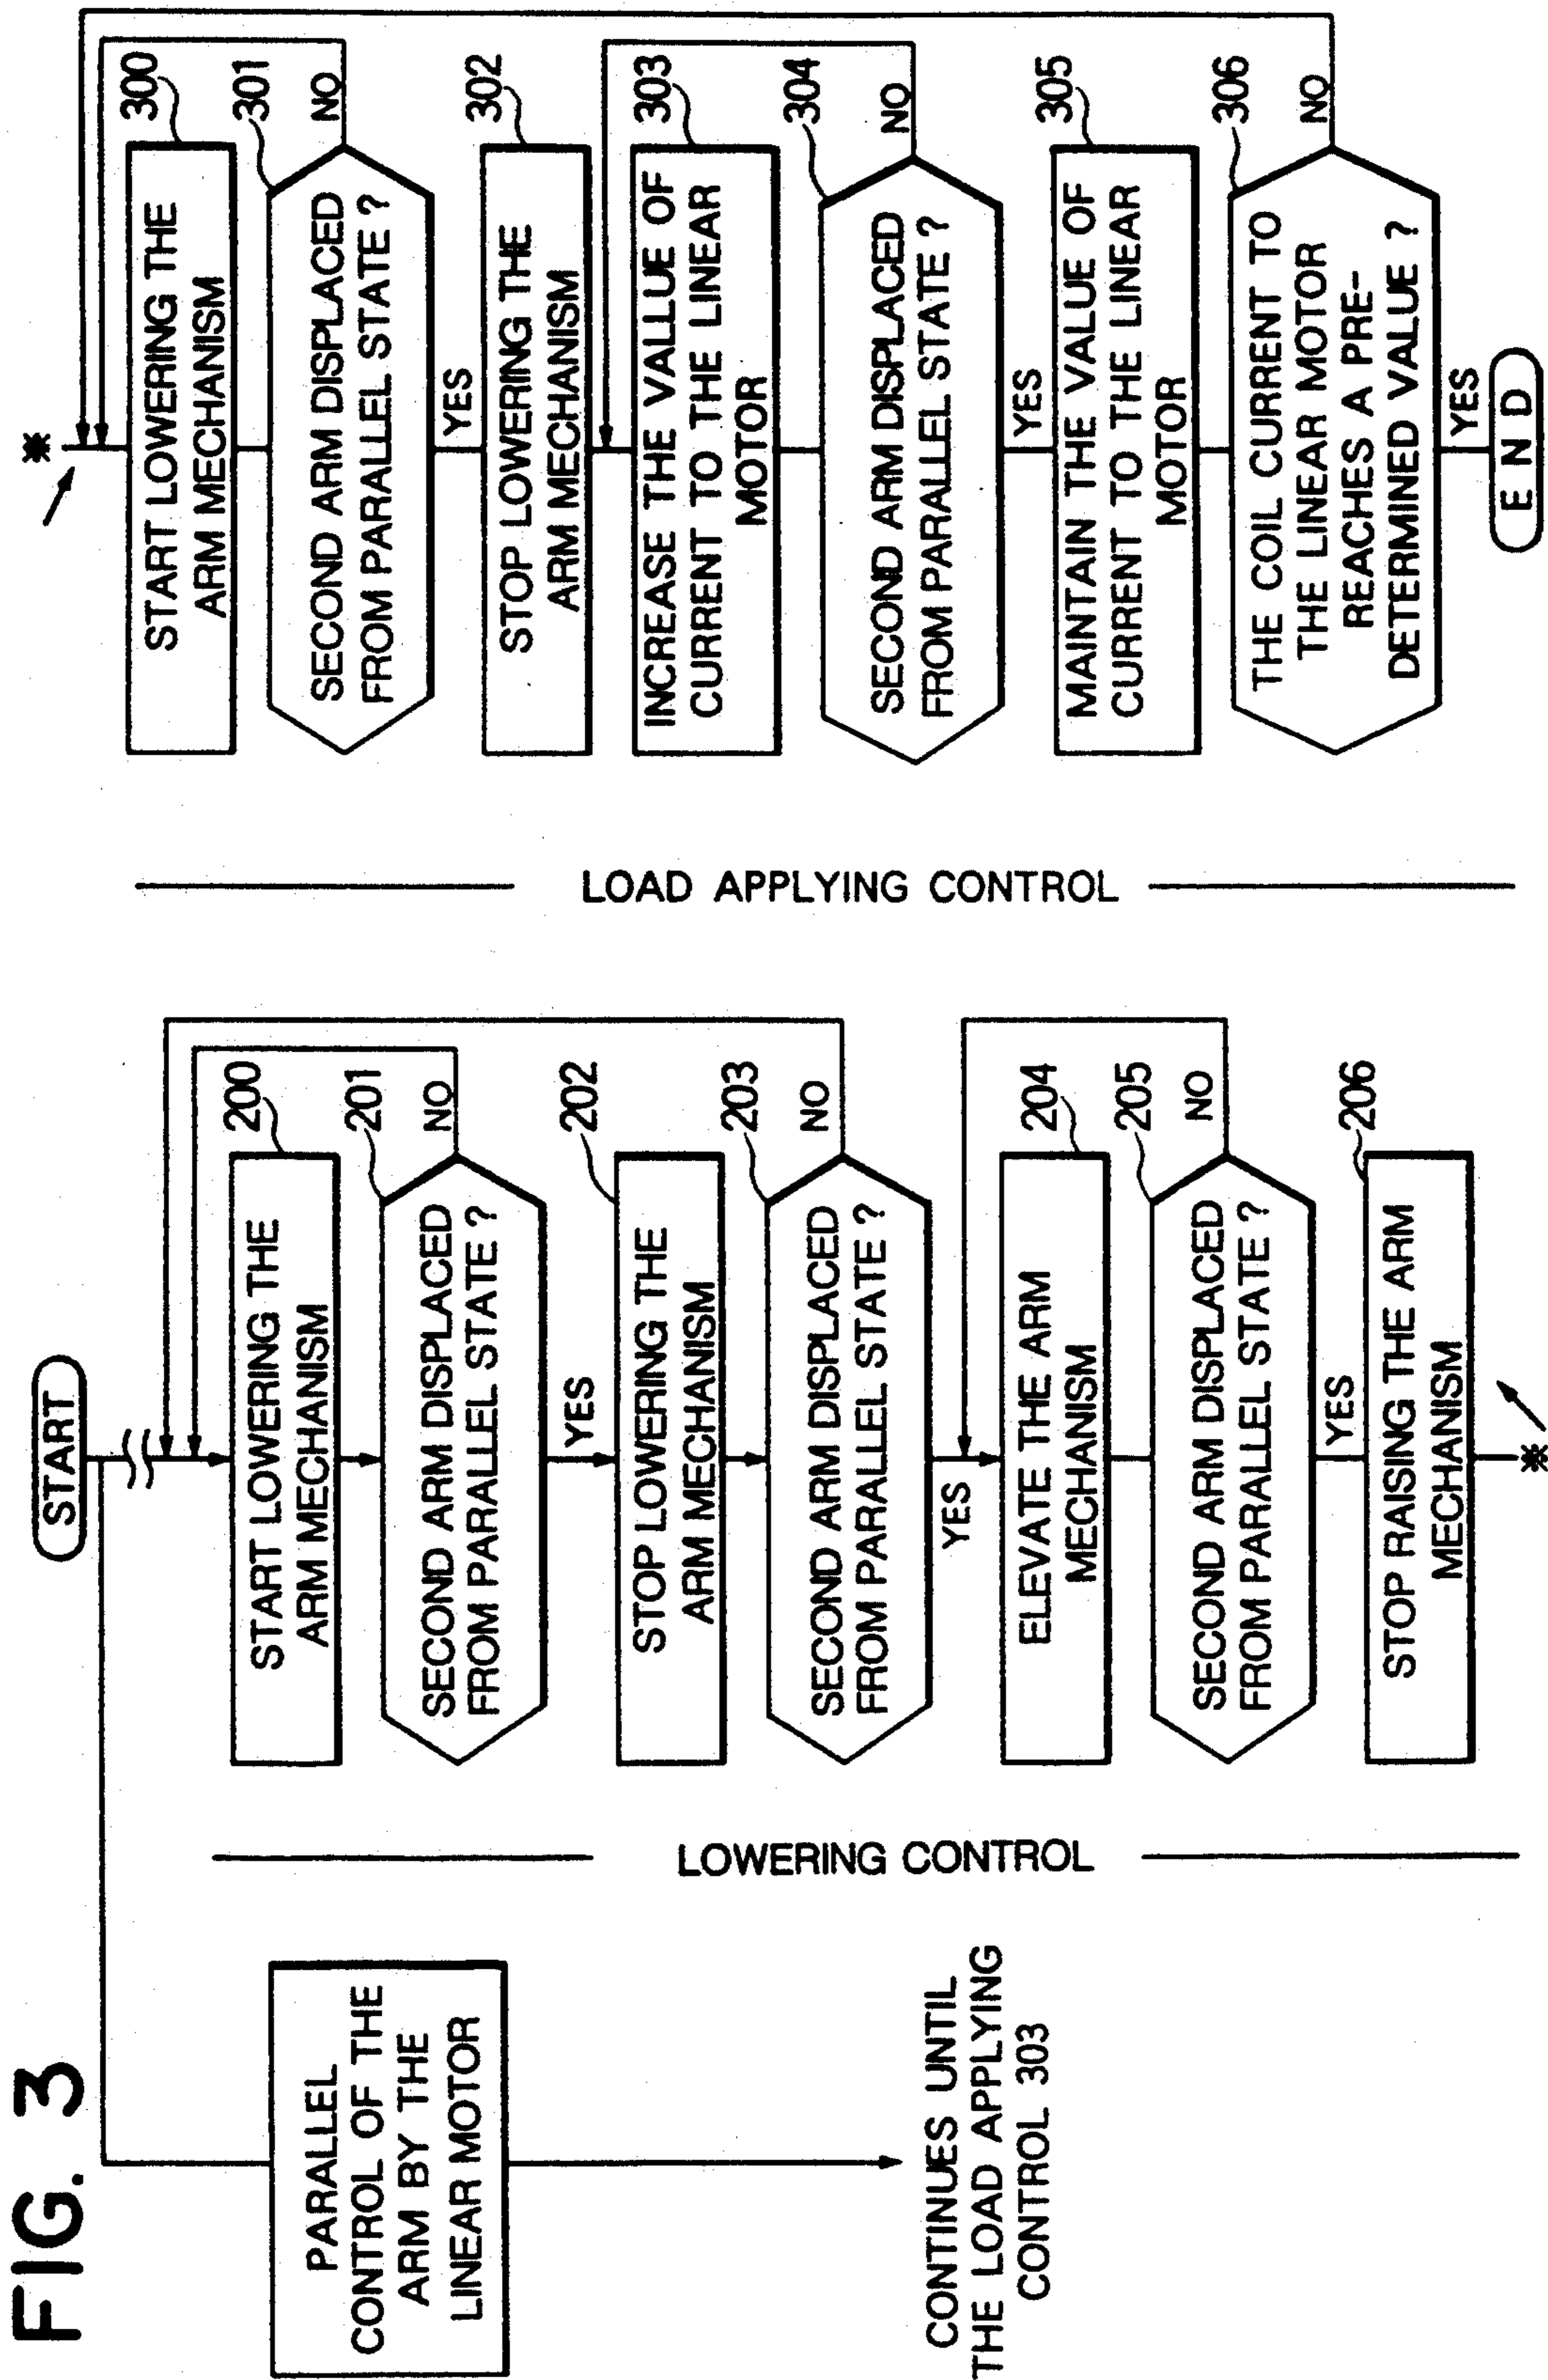 FIG. 3
START
PARALLEL
CONTROL OF THE
ARM BY THE
LINEAR MOTOR
CONTINUES UNTIL
THE LOAD APPLYING
CONTROL 303
LOWERING CONTROL
START LOWERING THE
ARM MECHANISM
200
SECOND ARM DISPLACED
FROM PARALLEL STATE ?
201
NO
YES
STOP LOWERING THE
ARM MECHANISM
202
SECOND ARM DISPLACED
FROM PARALLEL STATE ?
203
NO
YES
ELEVATE THE ARM
MECHANISM
204
SECOND ARM DISPLACED
FROM PARALLEL STATE ?
205
NO
YES
STOP RAISING THE ARM
MECHANISM
206
※
LOAD APPLYING CONTROL
※
START LOWERING THE
ARM MECHANISM
300
SECOND ARM DISPLACED
FROM PARALLEL STATE ?
301
NO
YES
STOP LOWERING THE
ARM MECHANISM
302
INCREASE THE VALLUE OF
CURRENT TO THE LINEAR
MOTOR
303
SECOND ARM DISPLACED
FROM PARALLEL STATE ?
304
NO
YES
MAINTAIN THE VALUE OF
CURRENT TO THE LINEAR
MOTOR
305
THE COIL CURRENT TO
THE LINEAR MOTOR
REACHES A PRE-
DETERMINED VALUE ?
306
NO
YES
END